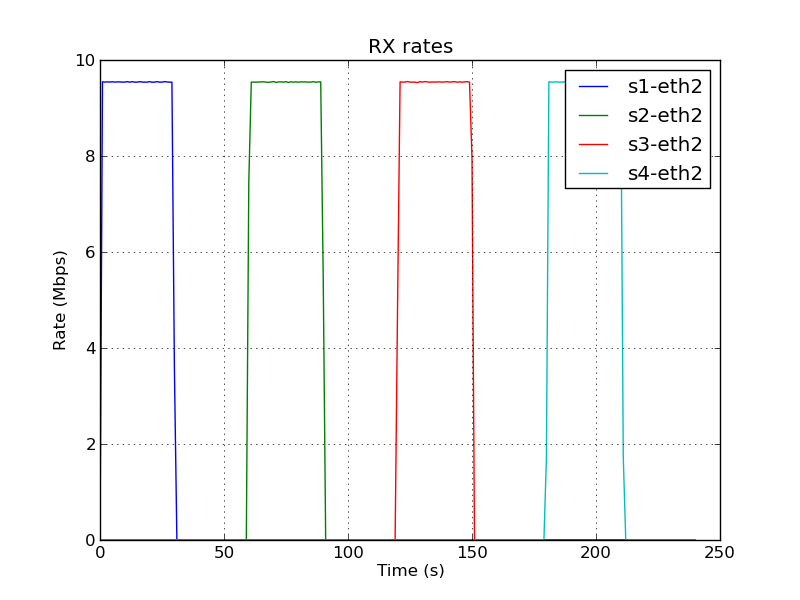 RX rates
10
8
6
4
2
0
Rate (Mbps)
s1-eth2
s2-eth2
s3-eth2
s4-eth2
0 50 100 150 200 250
Time (s)